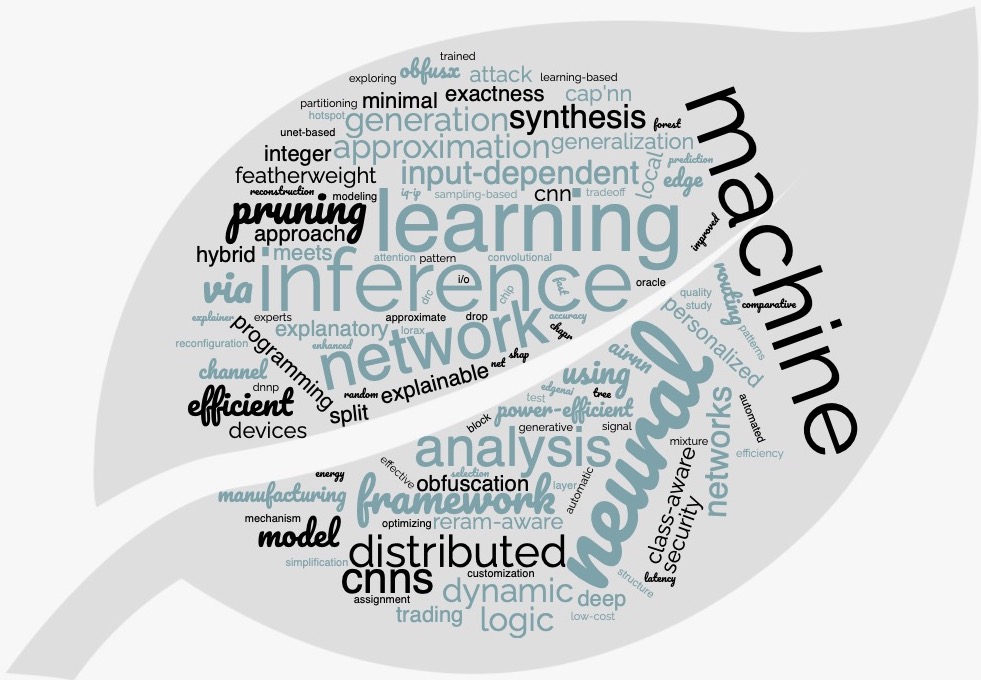 trained
exploring obfusx attack learning-based
partitioning minimal exactness cap'nn
hotspot generation synthesis forest
unet-based
integer approximation generalization
featherweight input-dependent local prediction
edge
reconstruction modeling iq-ip sampling-based cnn tradeoff
pruning learning
approach
hybrid meets attention pattern convolutional
improved
machine
via inference i/o oracle
drc chip fast
explainer experts approximate drop accuracy
programming explanatory lorax chqpr
reconfiguration enhanced network shap
net
channel dnnp
random explainable
efficient split
devices
routing quality
study comparative
personalized patterns
neural
airnn
using
edgenai tree
test power-efficient
block generative signal
analysis
networks automated
mixture efficiency
class-aware
security
energy effective selection
obfuscation layer automatic
manufacturing framework
mechanism optimizing reram-aware
model
simplification distributed
cnns customization
assignment dynamic deep
structure latency
trading logic low-cost